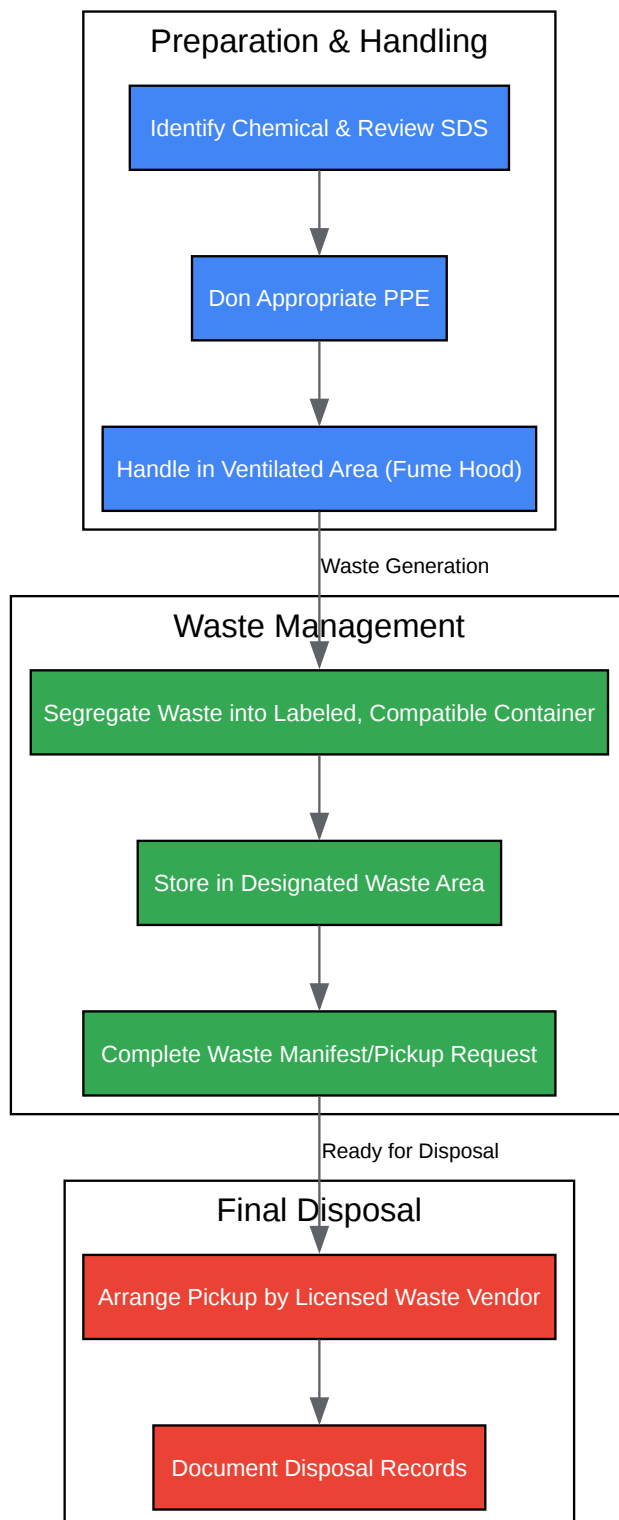 Preparation & Handling
Identify Chemical & Review SDS
Don Appropriate PPE
Handle in Ventilated Area (Fume Hood)
Waste Generation
Waste Management
Segregate Waste into Labeled, Compatible Container
Store in Designated Waste Area
Complete Waste Manifest/Pickup Request
Ready for Disposal
Final Disposal
Arrange Pickup by Licensed Waste Vendor
Document Disposal Records